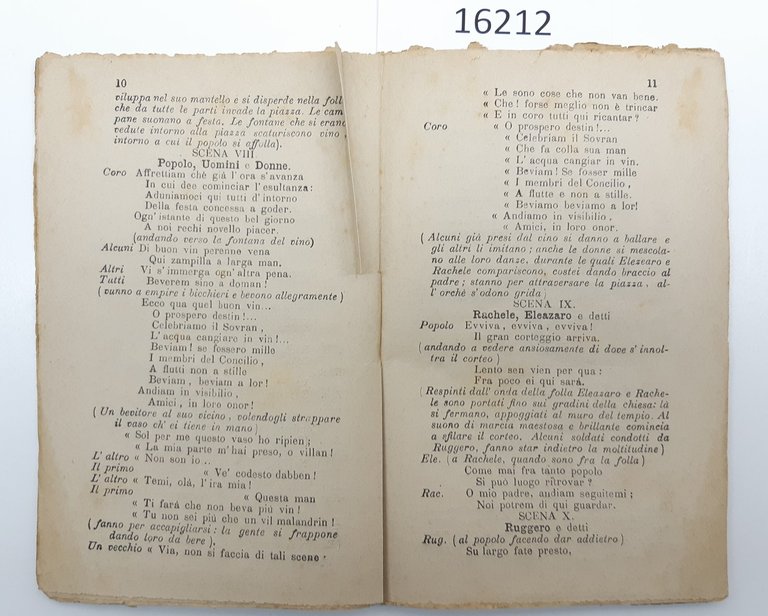 16212
10
viluppa nel suo mantello e si disperde nella foll
che da tutte le parti invade la piazza. Le cam
pane suonano a festa. Le fontane che si erano
vedute intorno alla piazza scaturiscono vino,
intorno a cui il popolo si affolla).
SCENA VIII
Popolo, Uomini e Donne.
Coro Affrettiam chè già l'ora s'avanza
In cui dee cominciar l'esultanza:
Aduniamoci qui tutti d'intorno
Della festa concessa a goder.
Ogn'istante di questo bel giorno
A noi rechi novello piacer.
(andando verso la fontana del vino)
Alcuni Di buon vin perenne vena
Qui zampilla a larga man.
Altri Vi s'immerga ogn'altra pena.
Tutti Beverem sino a doman!
(vanno a empire i bicchieri e bevono allegramente)
Ecco qua quel buon vin...
O prospero destin!...
Celebriamo il Sovran,
L'acqua cangiare in vin!...
Beviam! se fossero mille
I membri del Concilio,
A flutti non a stille
Beviam, beviam a lor!
Andiam in visibilio,
Amici, in loro onor!
(Un bevitore al suo vicino, volendogli strappare
il vaso ch'ei tiene in mano)
« Sol per me questo vaso ho ripien;
« La mia parte m'hai preso, o villan!
L'altro « Non son io...
Il primo « Ve' codesto dabben!
L'altro « Temi, olà, l'ira mia!
Il primo « Questa man
« Ti farà che non beva più vin!
« Tu non sei più che un vil malandrin!
(fanno per accapigliarsi: la gente si frappone
dando loro da bere),
Un vecchio « Via, non si faccia di tali scene
11
« Le sono cose che non van bene.
« Che! forse meglio non è trincar
« E in coro tutti qui ricantar?
Coro « O prospero destin!...
« Celebriam il Sovran
« Che fa colla sua man
« L'acqua cangiar in vin.
« Beviam! Se fosser mille
« I membri del Concilio,
« A flutte e non a stille.
« Beviamo beviamo a lor!
« Andiamo in visibilio,
« Amici, in loro onor.
(Alcuni già presi dal vino si danno a ballare e
gli altri li imitano; anche le donne si mescola-
no alle loro danze. durante le quali Elezearo e
Rachele compariscono, costei dando braccio al
padre; stanno per attraversare la piazza, al-
l'orchè s'odono grida)
SCENA IX.
Rachele, Eleazaro e detti
Popolo Evviva, evviva, evviva!
Il gran corteggio arriva.
(andando a vedere ansiosamente di dove s'innol-
tra il corteo)
Lento sen vien per qua:
Fra poco ei qui sarà.
(Respinti dall'onda della folla Eleazaro e Rache-
le sono portati fino sui gradini della chiesa: là
si fermano, appoggiati al muro del tempio. Al
suono di marcia maestosa e brillante comincia
a sfilare il corteo. Alcuni soldati condotti da
Ruggero, fanno star indietro la moltitudine)
Ele. (a Rachele, quando sono fra la folla)
Come mai fra tanto popolo
Si può luogo ritrovar?
Rac. O mio padre, andiam seguitemi;
Noi potrem di qui guardar.
SCENA X.
Ruggero e detti
Rug. (al popolo facendo dar addietro)
Su largo fate presto,